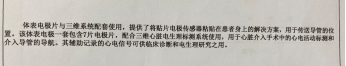 体表电极片与三维系统配套使用，提供了将贴片电极传感器粘贴在患者身上的解决方案，用于传送导管的位
置。该体表电极一套包含7片电极片，配合三维心脏电生理标测系统使用，用于心脏介入手术中的心电活动标测和
介入导管的导航。其辅助记录的心电信号可供临床诊断和电生理研究之用。